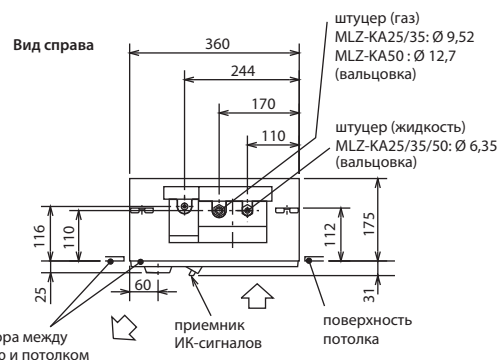 Вид справа
штуцер (газ)
MLZ-KA25/35: Ø 9,52
MLZ-KA50 : Ø 12,7
(вальцовка)
360
244
170
110
штуцер (жидкость)
MLZ-KA25/35/50: Ø 6,35
(вальцовка)
116
110
112
175
25
60
31
приемник
ИК-сигналов
поверхность
потолка
ора между
и потолком